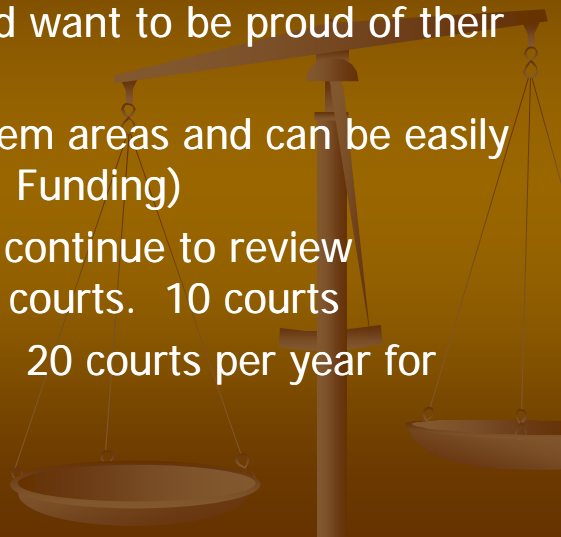 d want to be proud of their
em areas and can be easily
Funding)
continue to review
courts. 10 courts
20 courts per year for